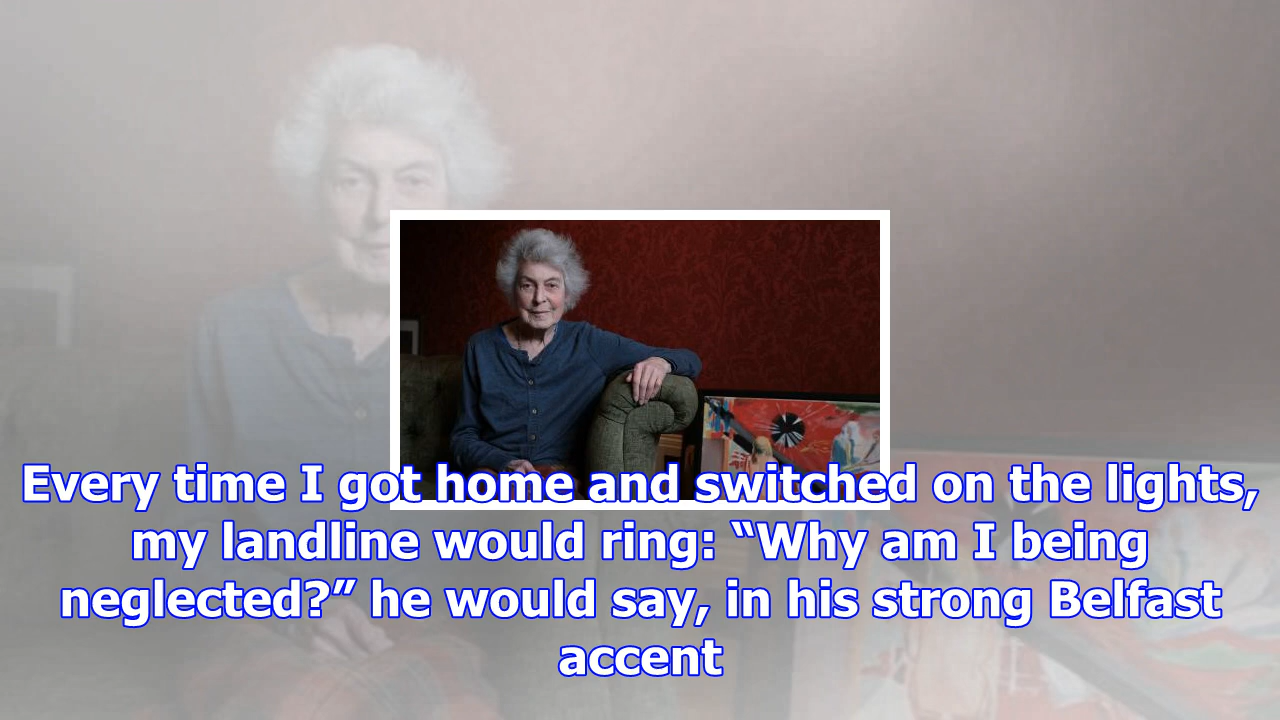 Every time I got home and switched on the lights,
my landline would ring: “Why am I being
neglected?” he would say, in his strong Belfast
accent